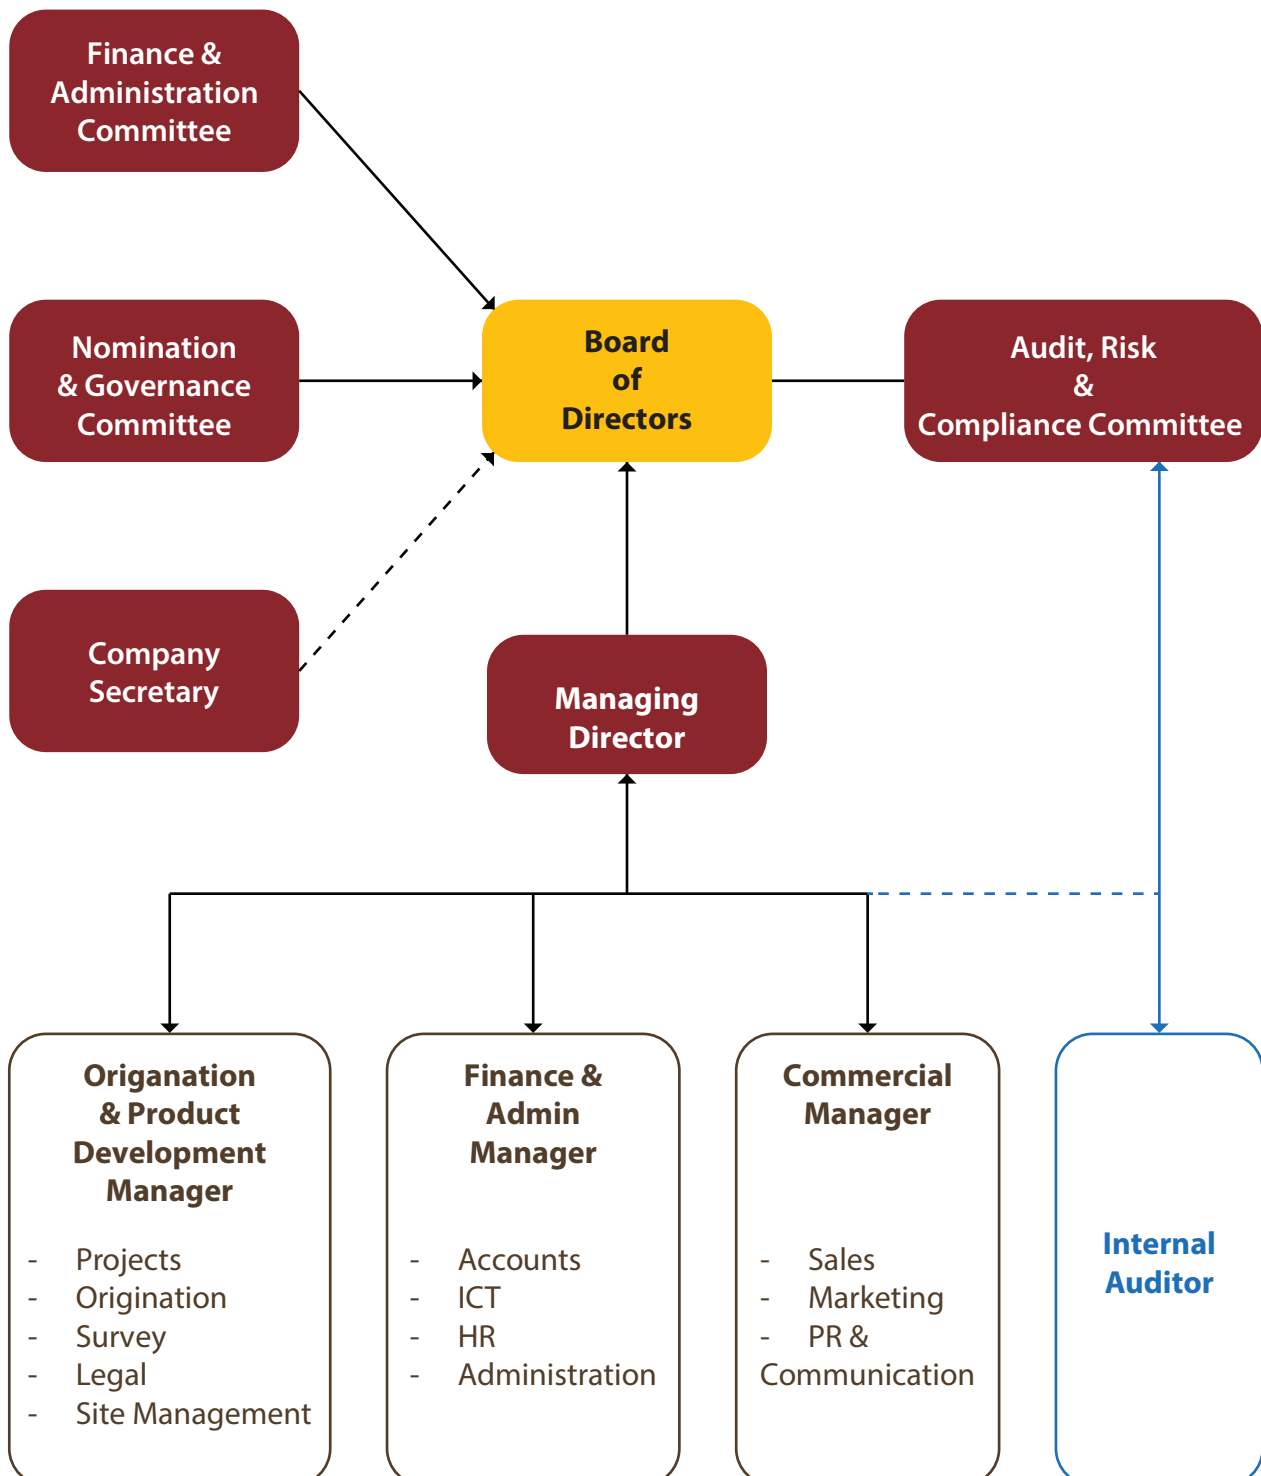 Finance &
Administration
Committee
Nomination
& Governance
Committee
Board
of
Directors
Audit, Risk
&
Compliance Committee
Company
Secretary
Managing
Director
Origanation
& Product
Development
Manager
- Projects
- Origination
- Survey
- Legal
- Site Management
Finance &
Admin
Manager
- Accounts
- ICT
- HR
- Administration
Commercial
Manager
- Sales
- Marketing
- PR &
Communication
Internal
Auditor